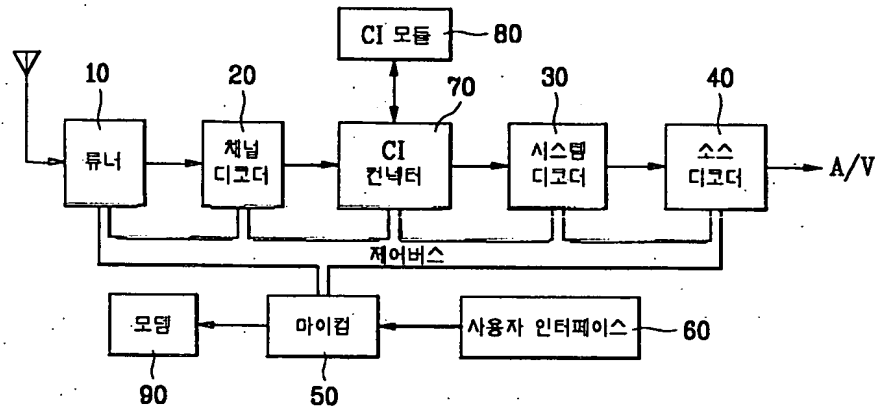 CI 모듈
80
10
20
70
30
40
튜너
채널
디코더
CI
컨넥터
시스템
디코더
소스
디코더
A/V
제어버스
모뎀
마이컴
사용자 인터페이스
60
90
50